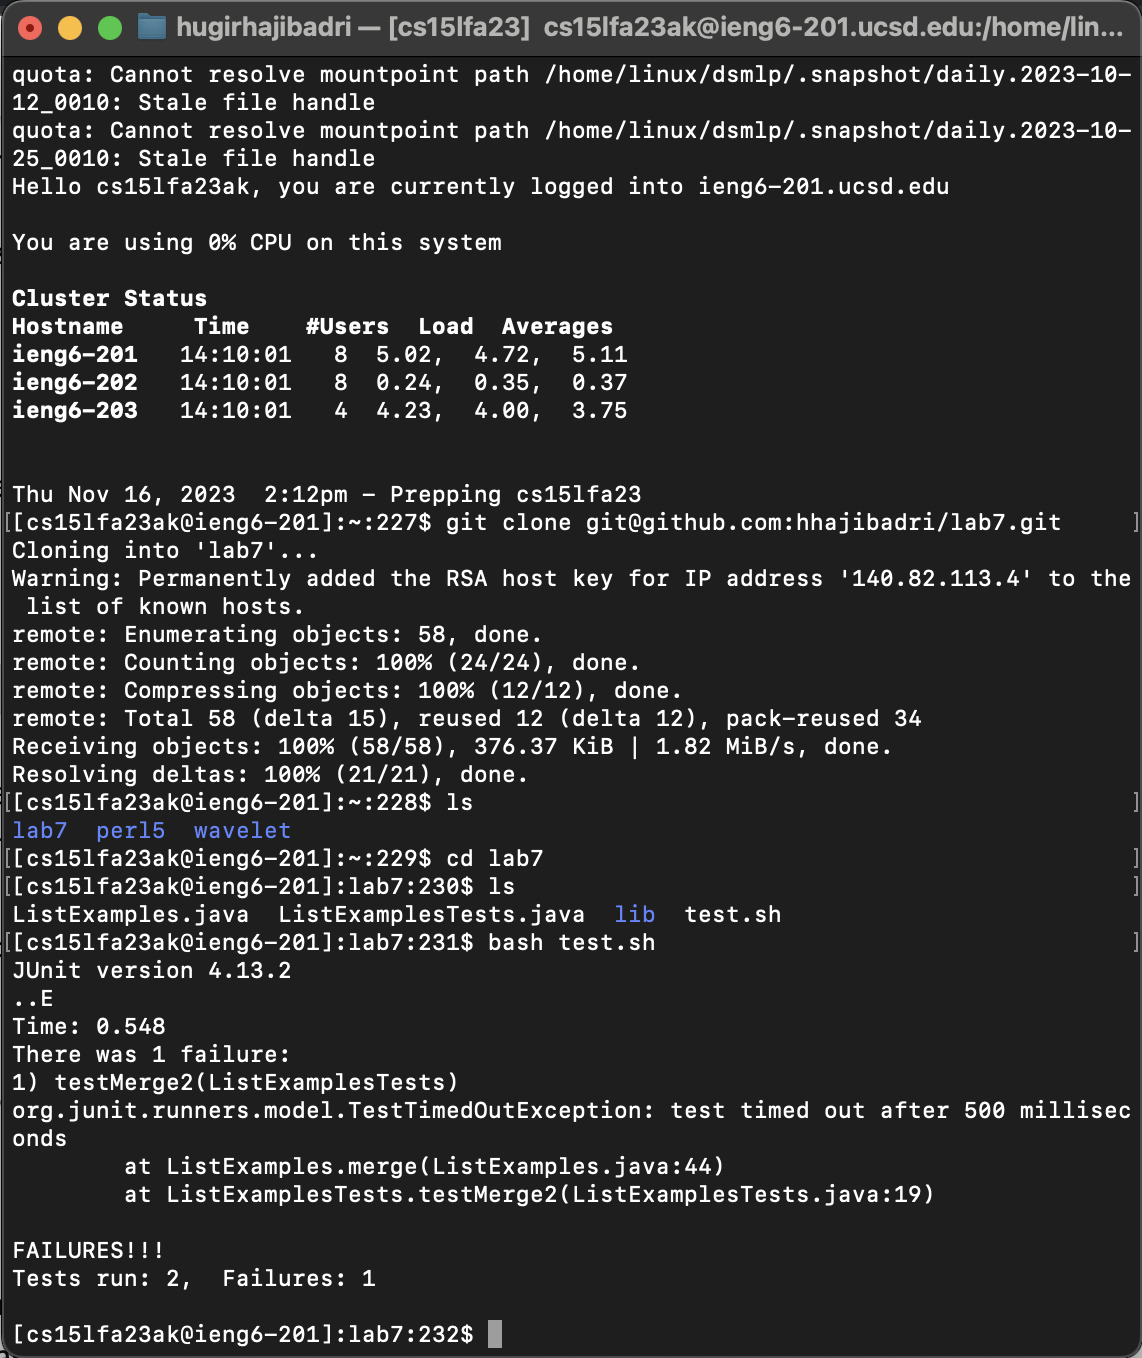 hugirhajibadri — [cs15lfa23] cs15lfa23ak@ieng6-201.ucsd.edu:/home/lin...
quota: Cannot resolve mountpoint path /home/linux/dsmlp/.snapshot/daily.2023-10-
12_0010: Stale file handle
quota: Cannot resolve mountpoint path /home/linux/dsmlp/.snapshot/daily.2023-10-
25_0010: Stale file handle
Hello cs15lfa23ak, you are currently logged into ieng6-201.ucsd.edu
You are using 0% CPU on this system
Cluster Status
Hostname     Time    #Users  Load  Averages
ieng6-201   14:10:01   8  5.02,  4.72,  5.11
ieng6-202   14:10:01   8  0.24,  0.35,  0.37
ieng6-203   14:10:01   4  4.23,  4.00,  3.75
Thu Nov 16, 2023  2:12pm - Prepping cs15lfa23
[[cs15lfa23ak@ieng6-201]:~:227$ git clone git@github.com:hhajibadri/lab7.git ]
Cloning into 'lab7'...
Warning: Permanently added the RSA host key for IP address '140.82.113.4' to the
 list of known hosts.
remote: Enumerating objects: 58, done.
remote: Counting objects: 100% (24/24), done.
remote: Compressing objects: 100% (12/12), done.
remote: Total 58 (delta 15), reused 12 (delta 12), pack-reused 34
Receiving objects: 100% (58/58), 376.37 KiB | 1.82 MiB/s, done.
Resolving deltas: 100% (21/21), done.
[[cs15lfa23ak@ieng6-201]:~:228$ ls ]
lab7  perl5  wavelet
[[cs15lfa23ak@ieng6-201]:~:229$ cd lab7 ]
[[cs15lfa23ak@ieng6-201]:lab7:230$ ls ]
ListExamples.java  ListExamplesTests.java  lib  test.sh
[[cs15lfa23ak@ieng6-201]:lab7:231$ bash test.sh ]
JUnit version 4.13.2
..E
Time: 0.548
There was 1 failure:
1) testMerge2(ListExamplesTests)
org.junit.runners.model.TestTimedOutException: test timed out after 500 millisec
onds
        at ListExamples.merge(ListExamples.java:44)
        at ListExamplesTests.testMerge2(ListExamplesTests.java:19)
FAILURES!!!
Tests run: 2,  Failures: 1
[cs15lfa23ak@ieng6-201]:lab7:232$